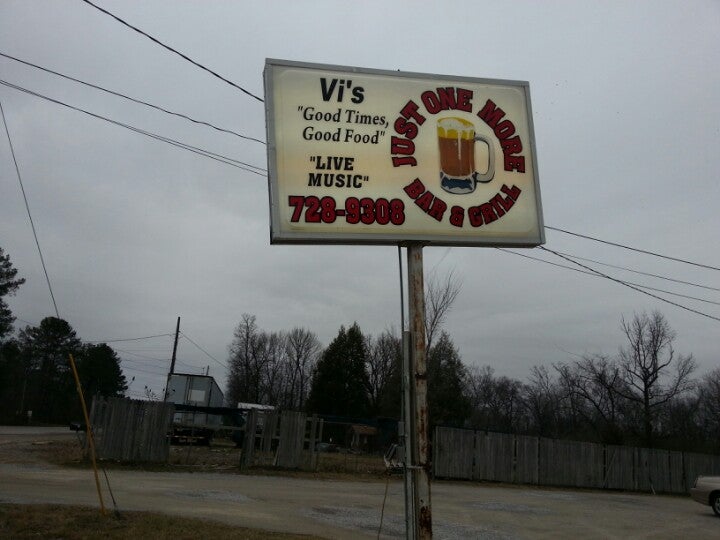 Vi's
"Good Times,
Good Food"
"LIVE
MUSIC"
728-9308
JUST ONE MORE
BAR & GRILL